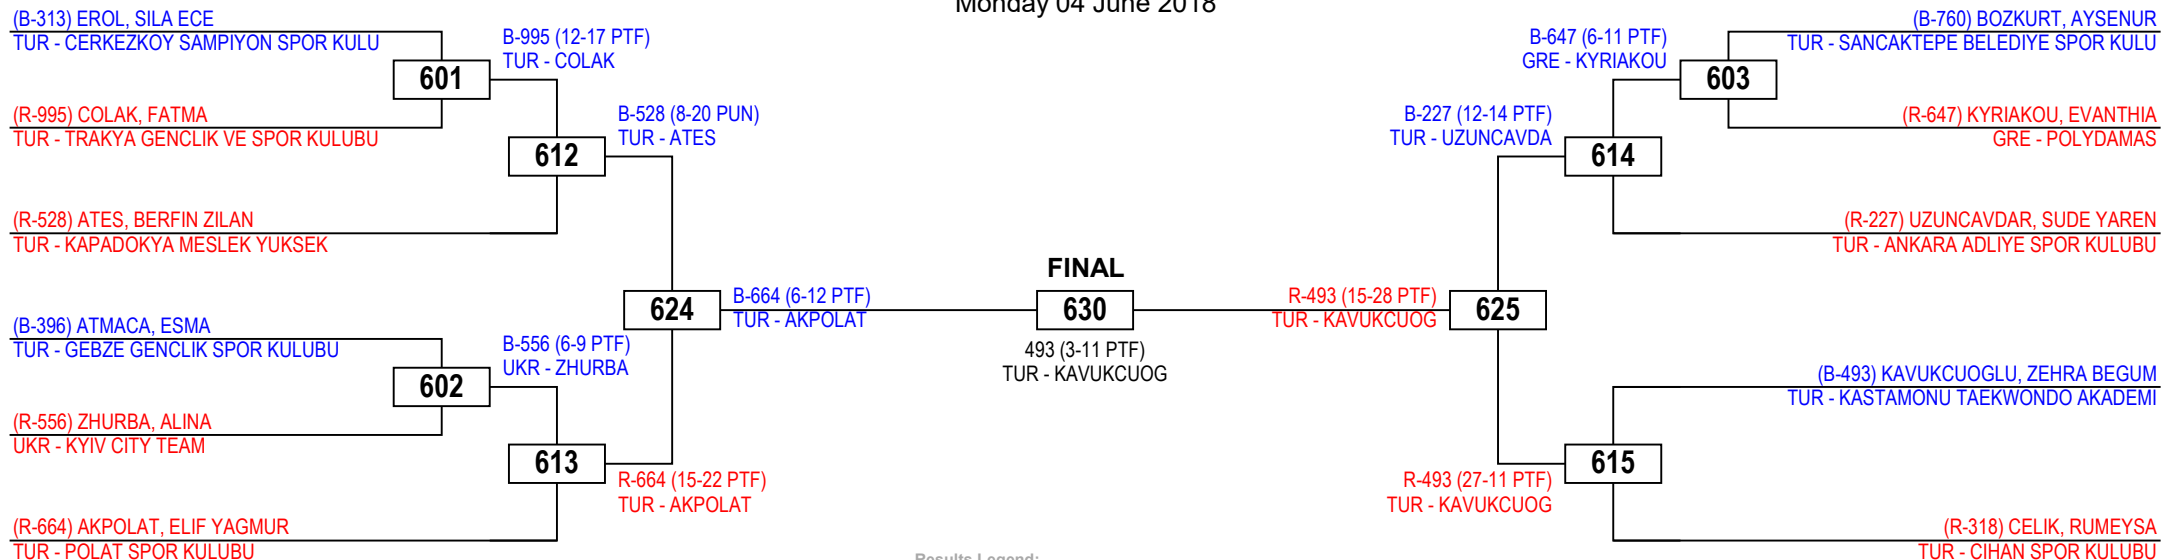 Monday 04 June 2018
(B-313) EROL, SILA ECE
TUR - CERKEZKOY SAMPIYON SPOR KULU
B-995 (12-17 PTF)
TUR - COLAK
601
(R-995) COLAK, FATMA
TUR - TRAKYA GENCLIK VE SPOR KULUBU
B-528 (8-20 PUN)
TUR - ATES
612
(R-528) ATES, BERFIN ZILAN
TUR - KAPADOKYA MESLEK YUKSEK
624
B-664 (6-12 PTF)
TUR - AKPOLAT
(B-396) ATMACA, ESMA
TUR - GEBZE GENCLIK SPOR KULUBU
B-556 (6-9 PTF)
UKR - ZHURBA
602
(R-556) ZHURBA, ALINA
UKR - KYIV CITY TEAM
613
R-664 (15-22 PTF)
TUR - AKPOLAT
(R-664) AKPOLAT, ELIF YAGMUR
TUR - POLAT SPOR KULUBU
FINAL
630
493 (3-11 PTF)
TUR - KAVUKCUOG
Results Legend:
(B-760) BOZKURT, AYSENUR
TUR - SANCAKTEPE BELEDIYE SPOR KULU
B-647 (6-11 PTF)
GRE - KYRIAKOU
603
(R-647) KYRIAKOU, EVANTHIA
GRE - POLYDAMAS
B-227 (12-14 PTF)
TUR - UZUNCAVDA
614
(R-227) UZUNCAVDAR, SUDE YAREN
TUR - ANKARA ADLIYE SPOR KULUBU
R-493 (15-28 PTF)
TUR - KAVUKCUOG
625
(B-493) KAVUKCUOGLU, ZEHRA BEGUM
TUR - KASTAMONU TAEKWONDO AKADEMI
R-493 (27-11 PTF)
TUR - KAVUKCUOG
615
(R-318) CELIK, RUMEYSA
TUR - CIHAN SPOR KULUBU